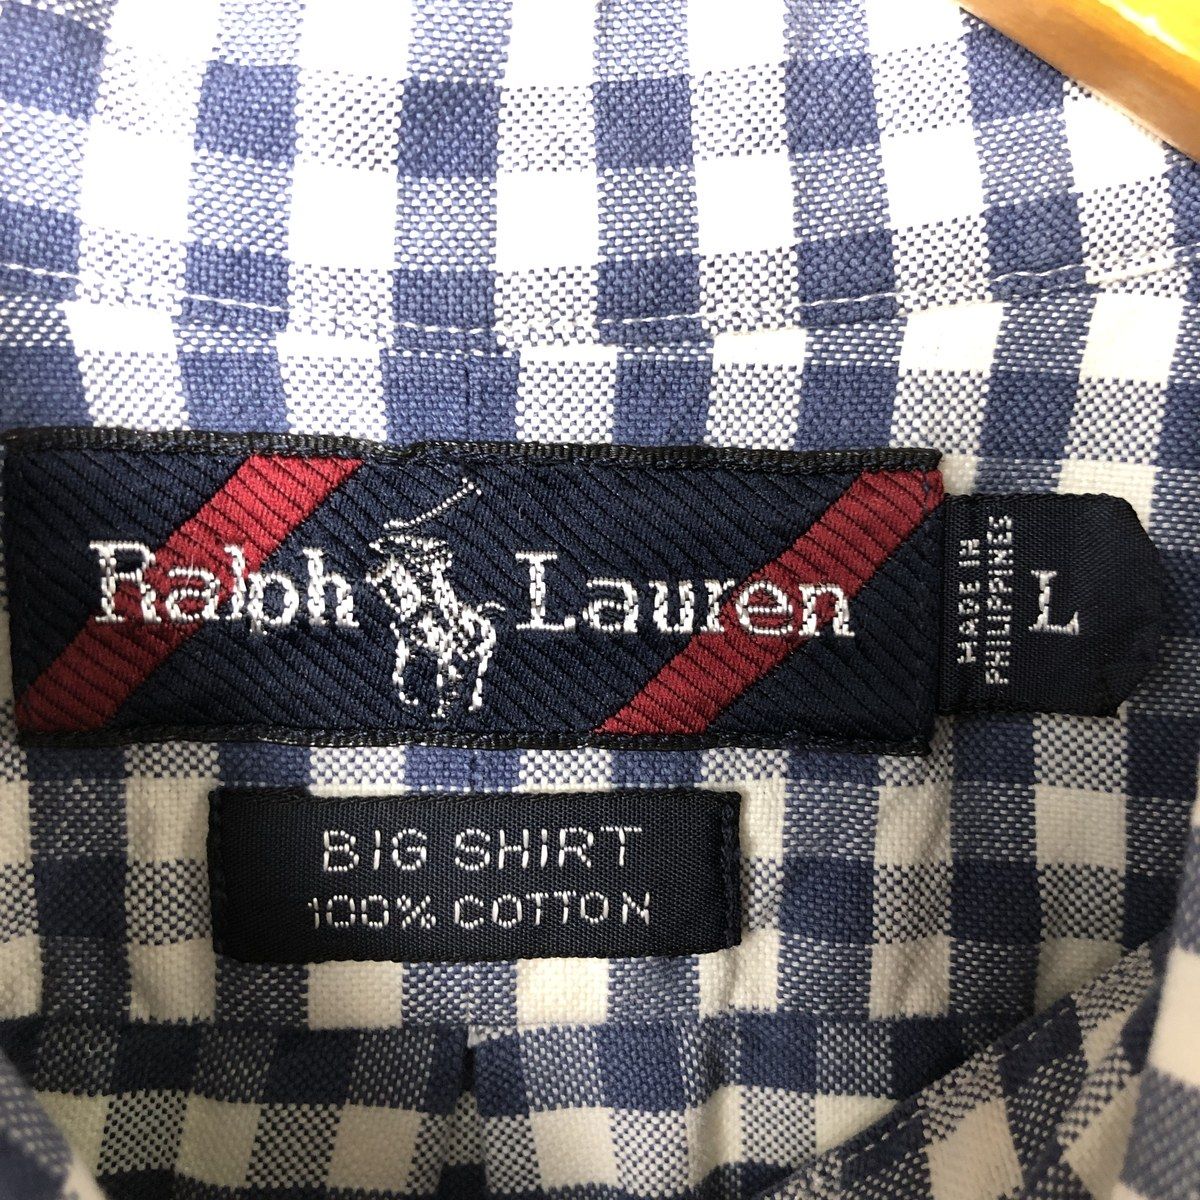 Ralph Lauren
MADE IN
PHILIPPINES
L
BIG SHIRT
100% COTTON